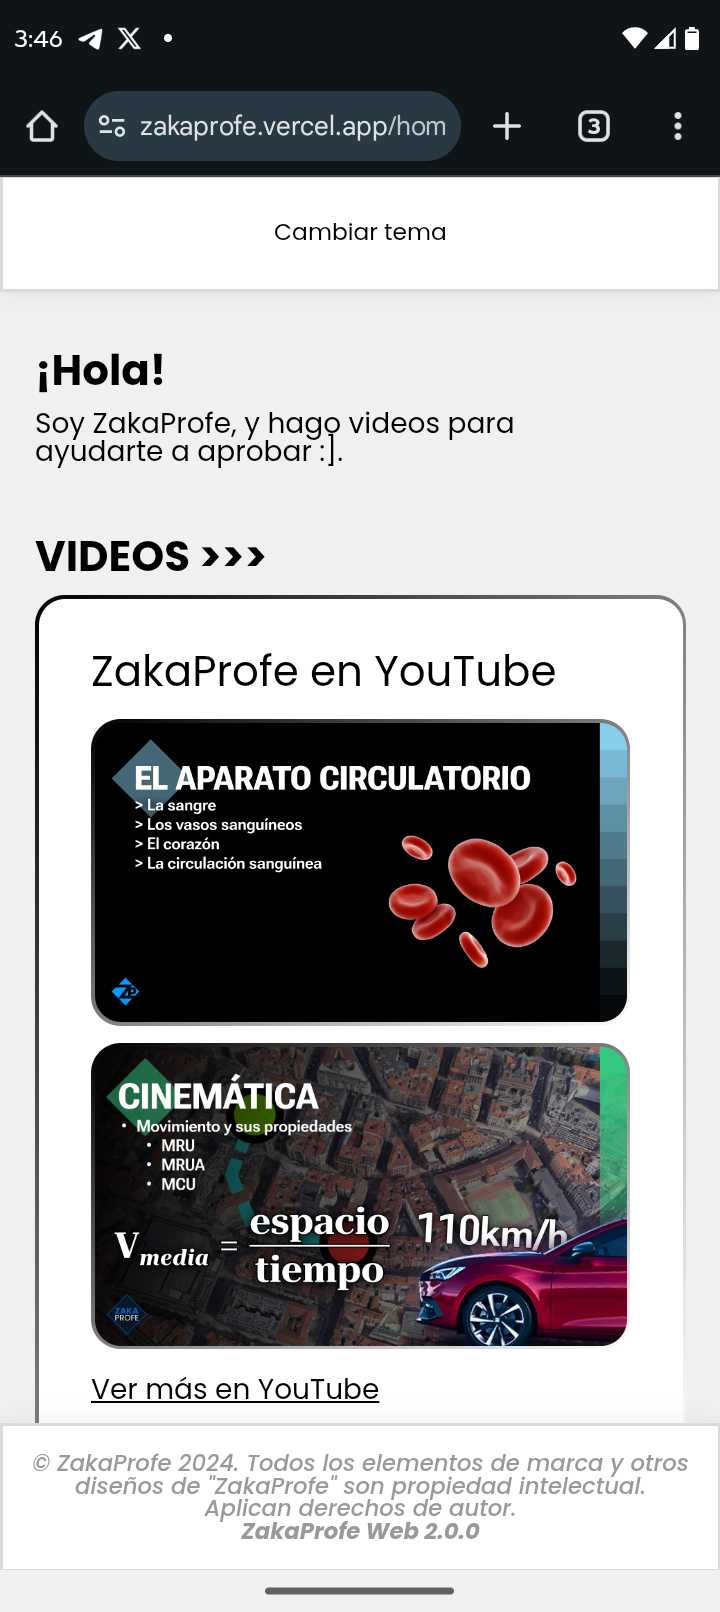 3:46
zakaprofe.vercel.app/hom
3
Cambiar tema
¡Hola!
Soy ZakaProfe, y hago videos para
ayudarte a aprobar :].
VIDEOS >>>
ZakaProfe en YouTube
EL APARATO CIRCULATORIO
> La sangre
> Los vasos sanguíneos
> El corazón
> La circulación sanguínea
ZP
CINEMÁTICA
• Movimiento y sus propiedades
• MRU
• MRUA
• MCU
Vmedia = espacio
tiempo
110km/h
ZAKA
PROFE
Ver más en YouTube
© ZakaProfe 2024. Todos los elementos de marca y otros
diseños de "ZakaProfe" son propiedad intelectual.
Aplican derechos de autor.
ZakaProfe Web 2.0.0